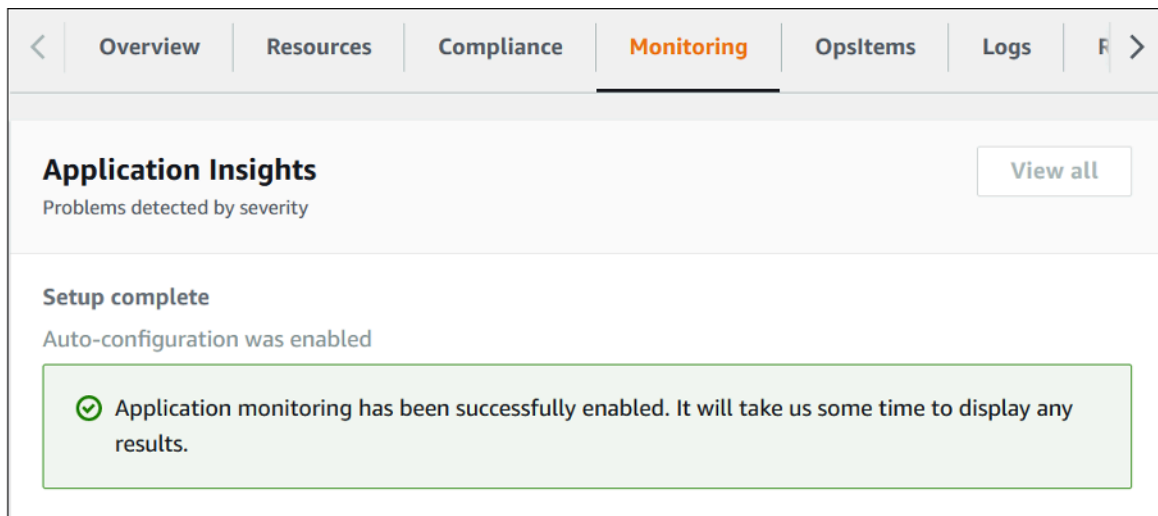 Overview Resources Compliance Monitoring OpsItems Logs
Application Insights
View all
Problems detected by severity
Setup complete
Auto-configuration was enabled
Application monitoring has been successfully enabled. It will take us some time to display any
results.